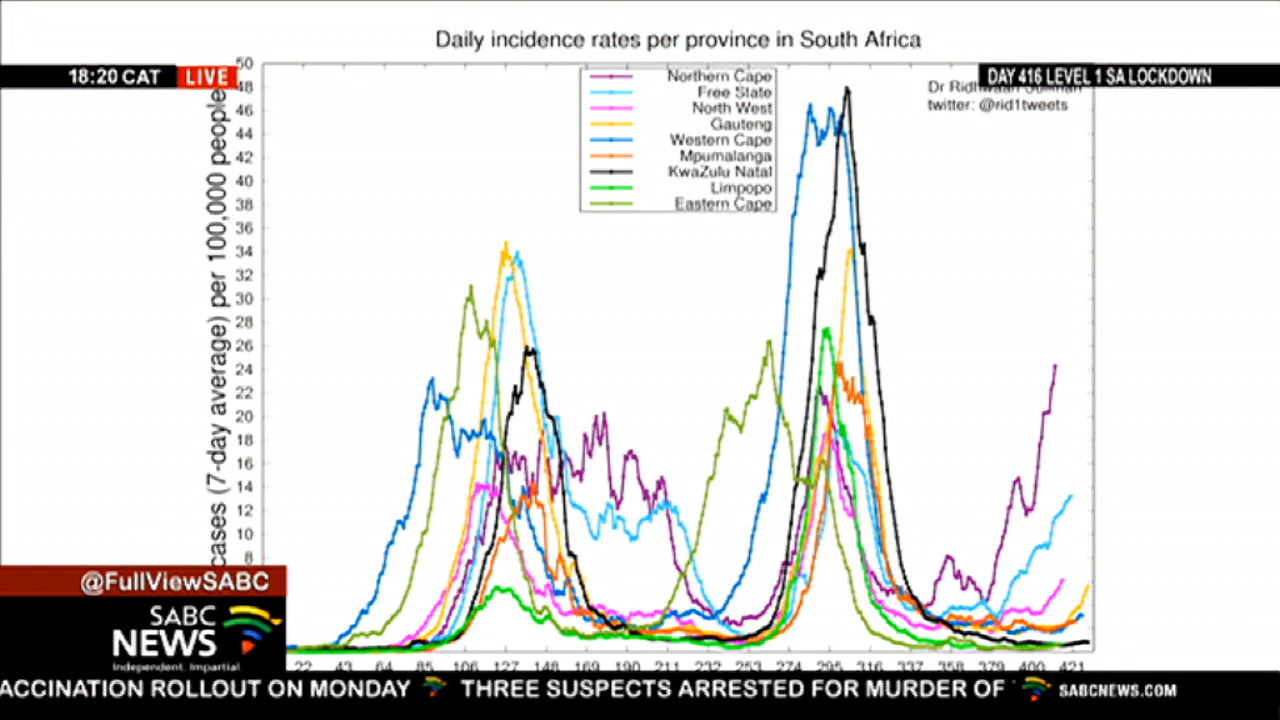 Daily incidence rates per province in South Africa
18:20 CAT LIVE
DAY 416 LEVEL 1 SA LOCKDOWN
Dr
twitter: @rid1tweets
cases (7-day average) per 100,000 people
50
48
46
44
42
40
38
36
34
32
30
28
26
24
22
20
18
16
14
12
10
8
Northern Cape
Free State
North West
Gauteng
Western Cape
Mpumalanga
KwaZulu Natal
Limpopo
Eastern Cape
22 43 64 85 106 127 148 169 190 211 232 253 274 295 316 337 358 379 400 421
@FullViewSABC
SABC
NEWS
Independent. Impartial.
ACCINATION ROLLOUT ON MONDAY THREE SUSPECTS ARRESTED FOR MURDER OF SABCNEWS.COM